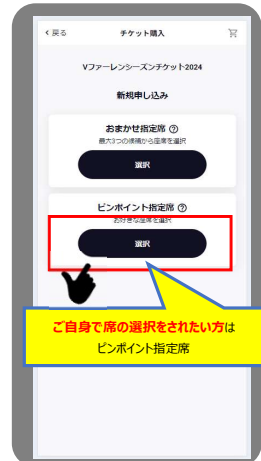 < 戻る
チケット購入
Vファーレンシーズンチケット2024
新規申し込み
おまかせ指定席 ?
最大3つの候補から座席を選択
選択
ピンポイント指定席 ?
お好きな座席を選択
選択
ご自身で席の選択をされたい方は
ピンポイント指定席